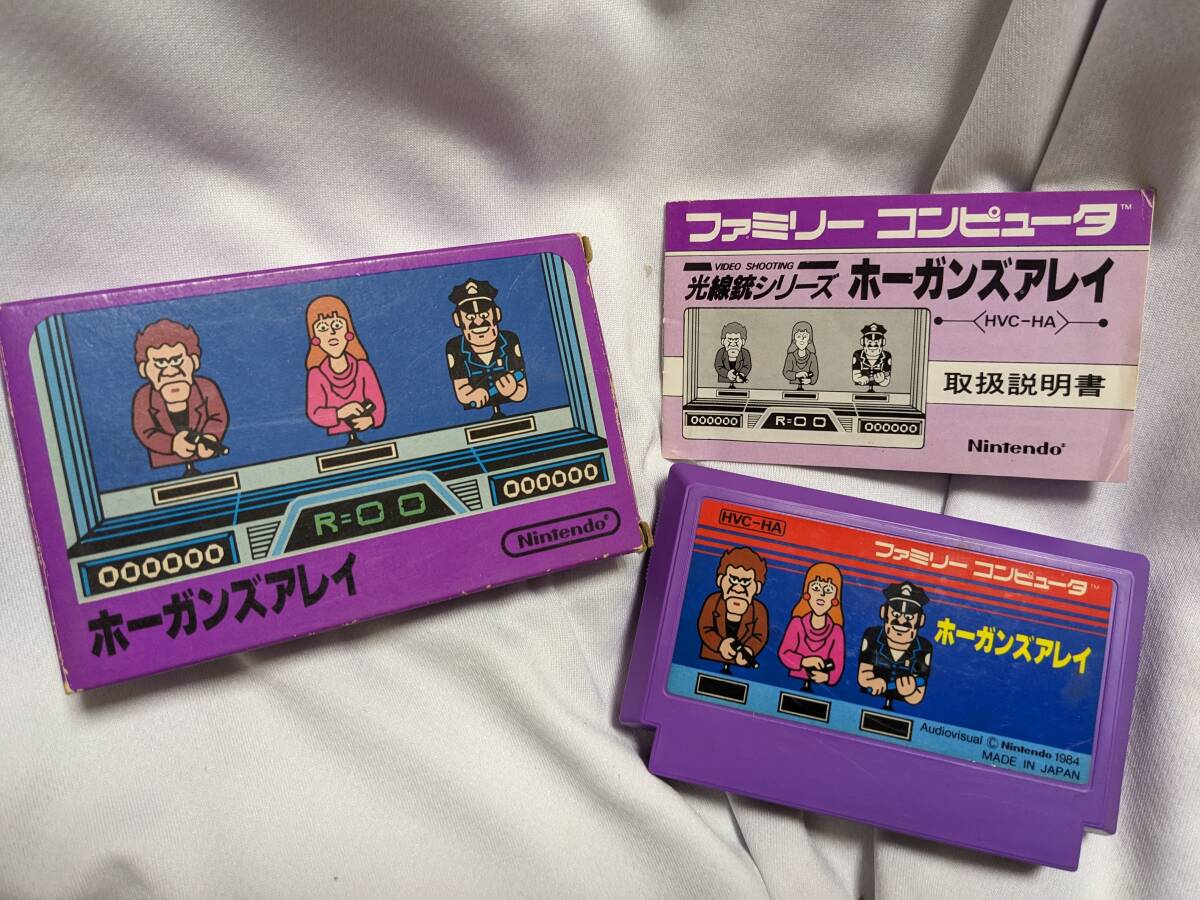 000000
R=00
000000
Nintendo®
ホーガンズアレイ
ファミリー コンピュータ™
VIDEO SHOOTING
光線銃シリーズ ホーガンズアレイ
HVC-HA
000000
R=00
000000
取扱説明書
Nintendo®
HVC-HA
ファミリー コンピュータ™
ホーガンズアレイ
Audiovisual © Nintendo 1984
MADE IN JAPAN